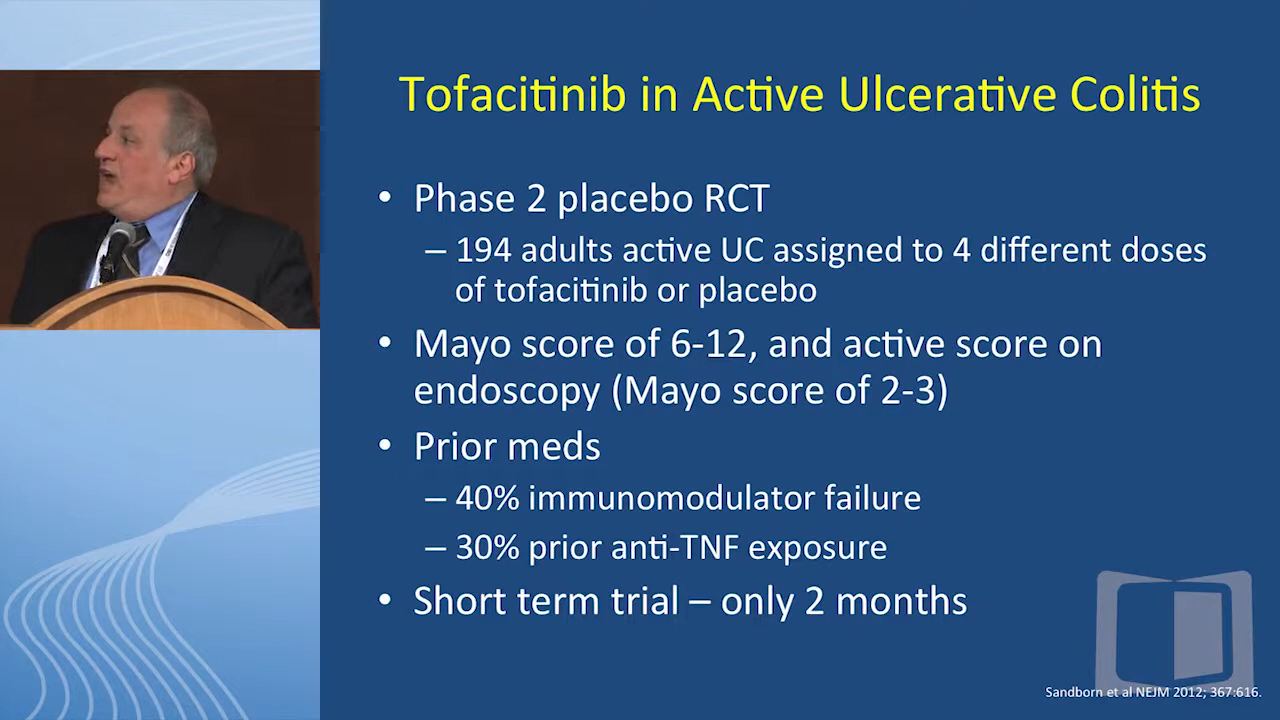 Tofacitinib in Active Ulcerative Colitis
• Phase 2 placebo RCT
– 194 adults active UC assigned to 4 different doses
of tofacitinib or placebo
• Mayo score of 6-12, and active score on
endoscopy (Mayo score of 2-3)
• Prior meds
– 40% immunomodulator failure
– 30% prior anti-TNF exposure
• Short term trial – only 2 months
Sandborn et al NEJM 2012; 367:616.